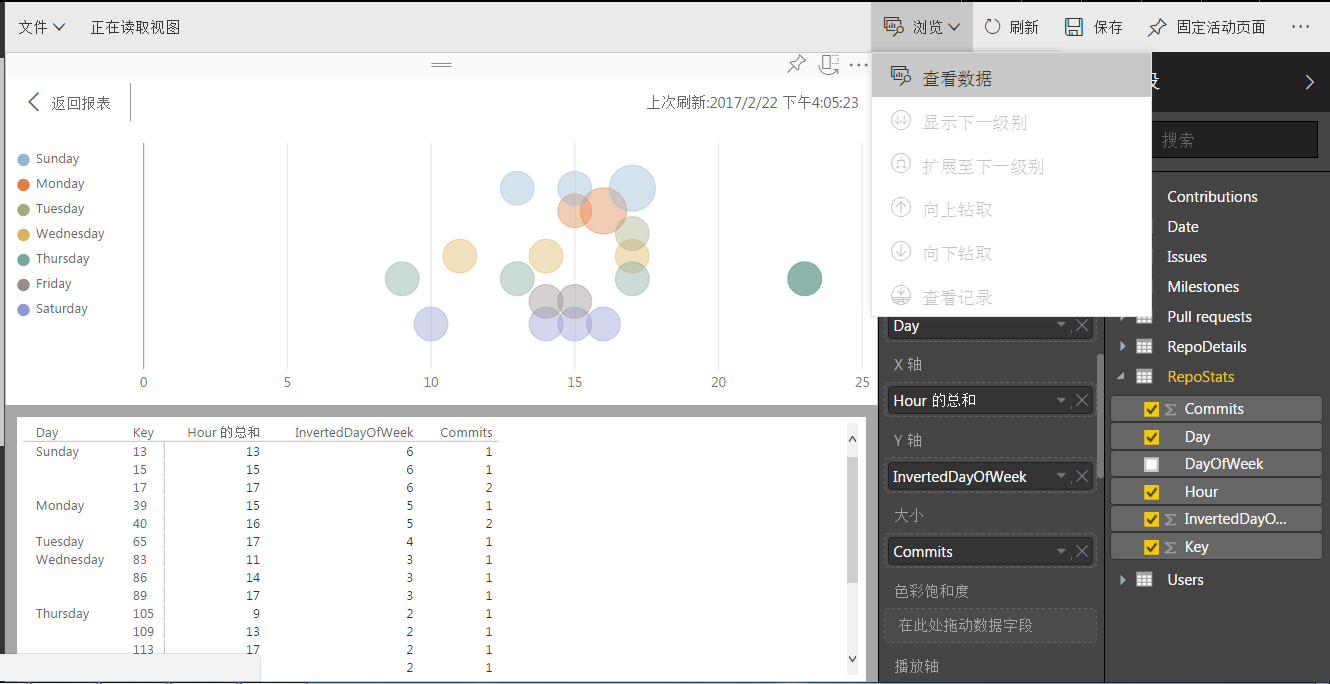 文件
正在读取视图
浏览
刷新
保存
固定活动页面
返回报表
上次刷新:2017/2/22 下午4:05:23
Sunday
Monday
Tuesday
Wednesday
Thursday
Friday
Saturday
0 5 10 15 20 25
查看数据
显示下一级别
扩展至下一级别
向上钻取
向下钻取
查看记录
Day Key Hour 的总和 InvertedDayOfWeek Commits
Sunday 13 13 6 1
15 15 6 1
17 17 6 2
Monday 39 15 5 1
40 16 5 2
Tuesday 65 17 4 1
Wednesday 83 11 3 1
86 14 3 1
89 17 3 1
Thursday 105 9 2 1
109 13 2 1
113 17 2 1
2 1
Day
X 轴
Hour 的总和
Y 轴
InvertedDayOfWeek
大小
Commits
色彩饱和度
在此处拖动数据字段
播放轴
段
搜索
Contributions
Date
Issues
Milestones
Pull requests
RepoDetails
RepoStats
Σ Commits
Day
DayOfWeek
Hour
Σ InvertedDayO...
Σ Key
Users